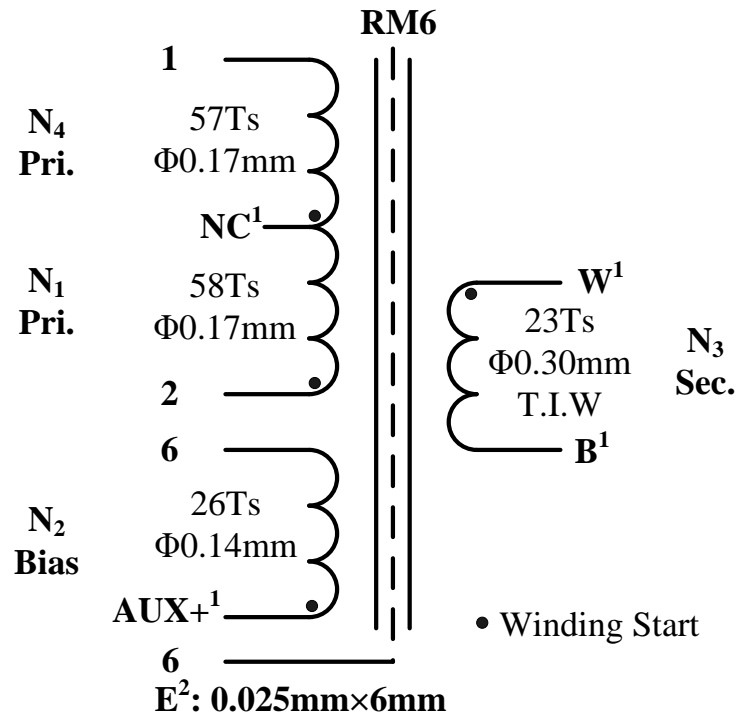 RM6
1
N₄
Pri.
57Ts
Φ0.17mm
NC¹
N₁
Pri.
58Ts
Φ0.17mm
2
W¹
23Ts
Φ0.30mm
T.I.W
B¹
N₃
Sec.
6
N₂
Bias
26Ts
Φ0.14mm
AUX+¹
• Winding Start
6
E²: 0.025mm×6mm